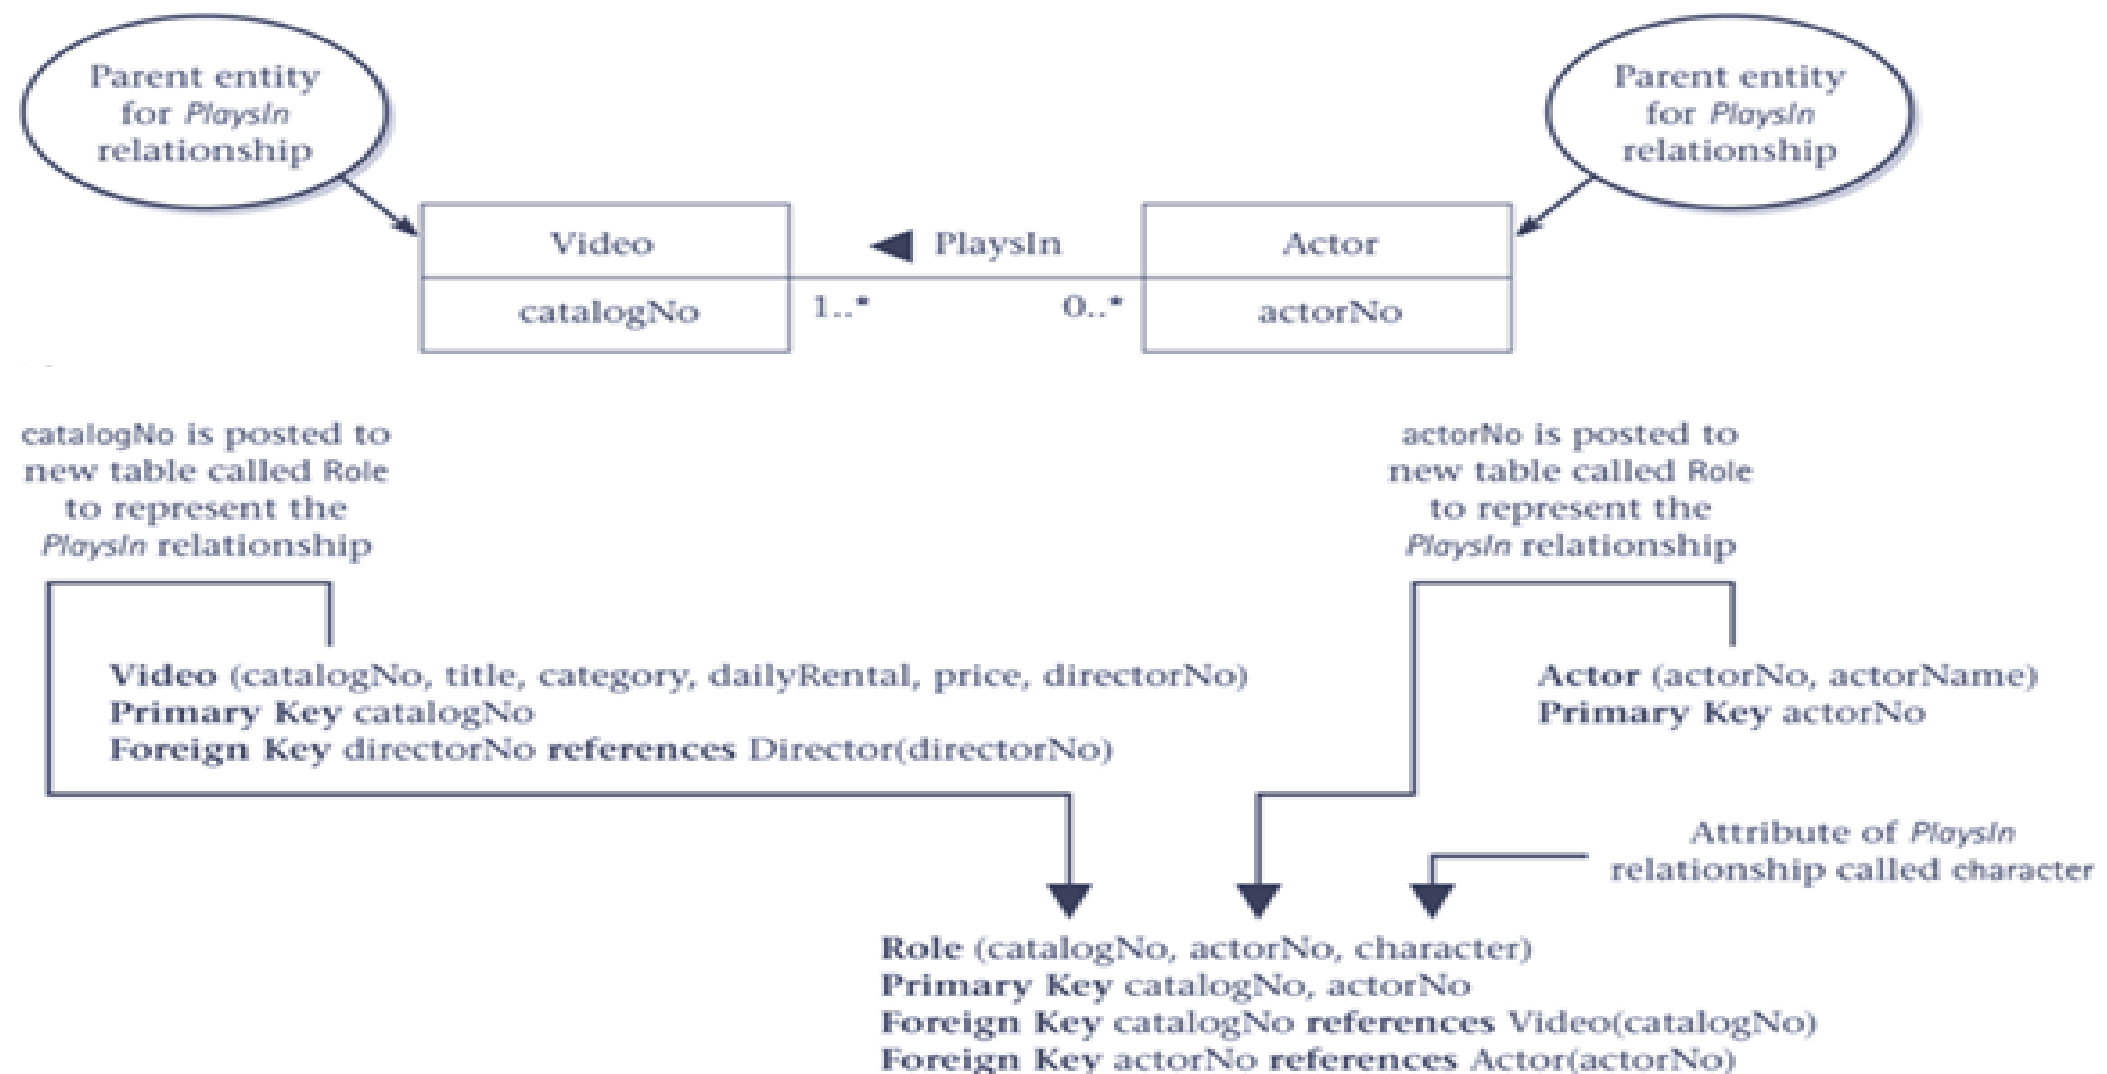 Parent entity
for PlaysIn
relationship
Parent entity
for PlaysIn
relationship
Video
◀ PlaysIn
Actor
catalogNo
1..*
0..*
actorNo
catalogNo is posted to
new table called Role
to represent the
PlaysIn relationship
actorNo is posted to
new table called Role
to represent the
PlaysIn relationship
Video (catalogNo, title, category, dailyRental, price, directorNo)
Primary Key catalogNo
Foreign Key directorNo references Director(directorNo)
Actor (actorNo, actorName)
Primary Key actorNo
Attribute of PlaysIn
relationship called character
Role (catalogNo, actorNo, character)
Primary Key catalogNo, actorNo
Foreign Key catalogNo references Video(catalogNo)
Foreign Key actorNo references Actor(actorNo)